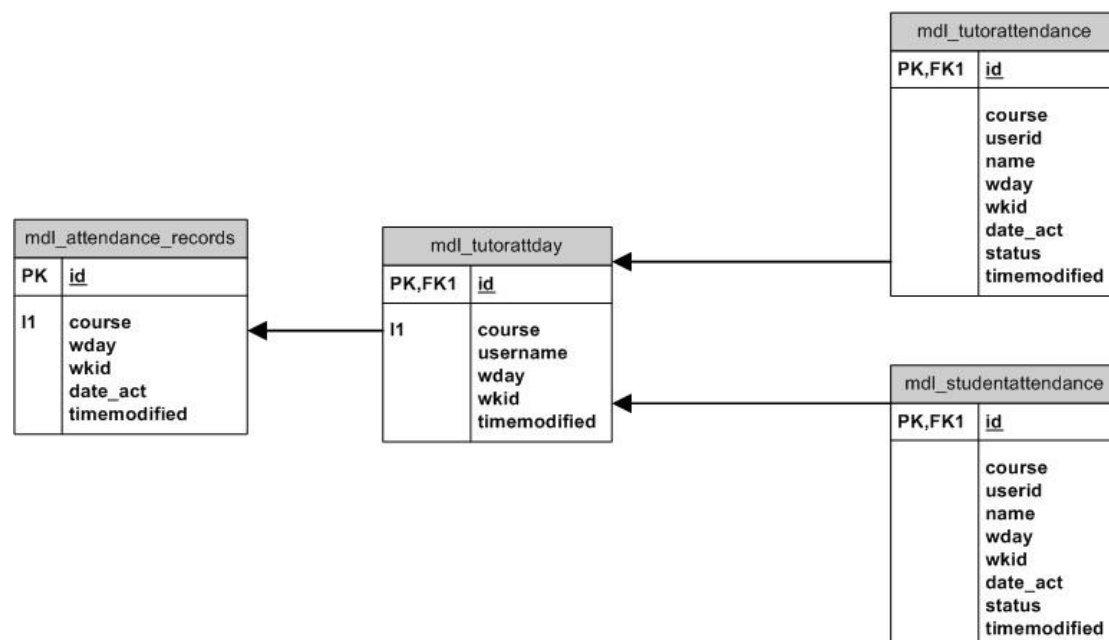 mdl_tutorattendance
PK,FK1 id
course
userid
name
wday
wkid
date_act
status
timemodified
mdl_attendance_records
PK id
I1 course
wday
wkid
date_act
timemodified
mdl_tutorattday
PK,FK1 id
I1 course
username
wday
wkid
timemodified
mdl_studentattendance
PK,FK1 id
course
userid
name
wday
wkid
date_act
status
timemodified